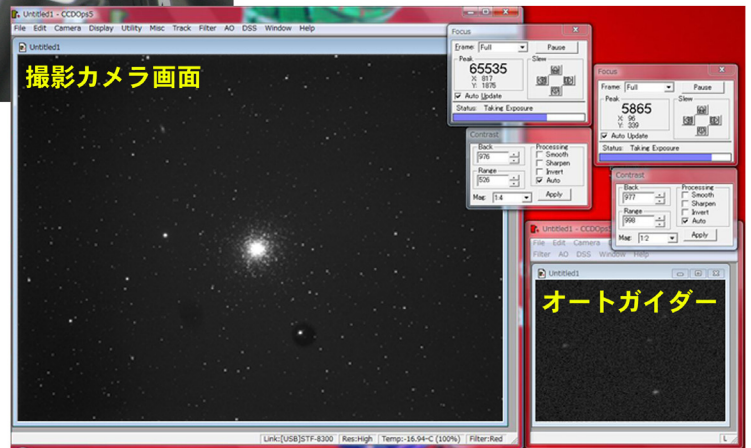 Untitled1 - CCDOps5
File Edit Camera Display Utility Misc Track Filter AO DSS Window Help
Untitled1
撮影カメラ画面
Link:[USB]STF-8300 Res:High Temp:-16.94°C (100%) Filter:Red
Focus
Frame: Full Pause
Peak Slew
65535
X: 817
Y: 1875
Auto Update
Status: Taking Exposure
Contrast
Back Processing
976 Smooth
Sharpen
Range Invert
526 Auto
Mag: 1:4 Apply
Focus
Frame: Full Pause
Peak Slew
5865
X: 96
Y: 339
Auto Update
Status: Taking Exposure
Contrast
Back Processing
977 Smooth
Sharpen
Range Invert
998 Auto
Mag: 1:2 Apply
Untitled1 - CCDOps5
File Edit Camera
Filter AO DSS Window Help
Untitled1
オートガイダー
L